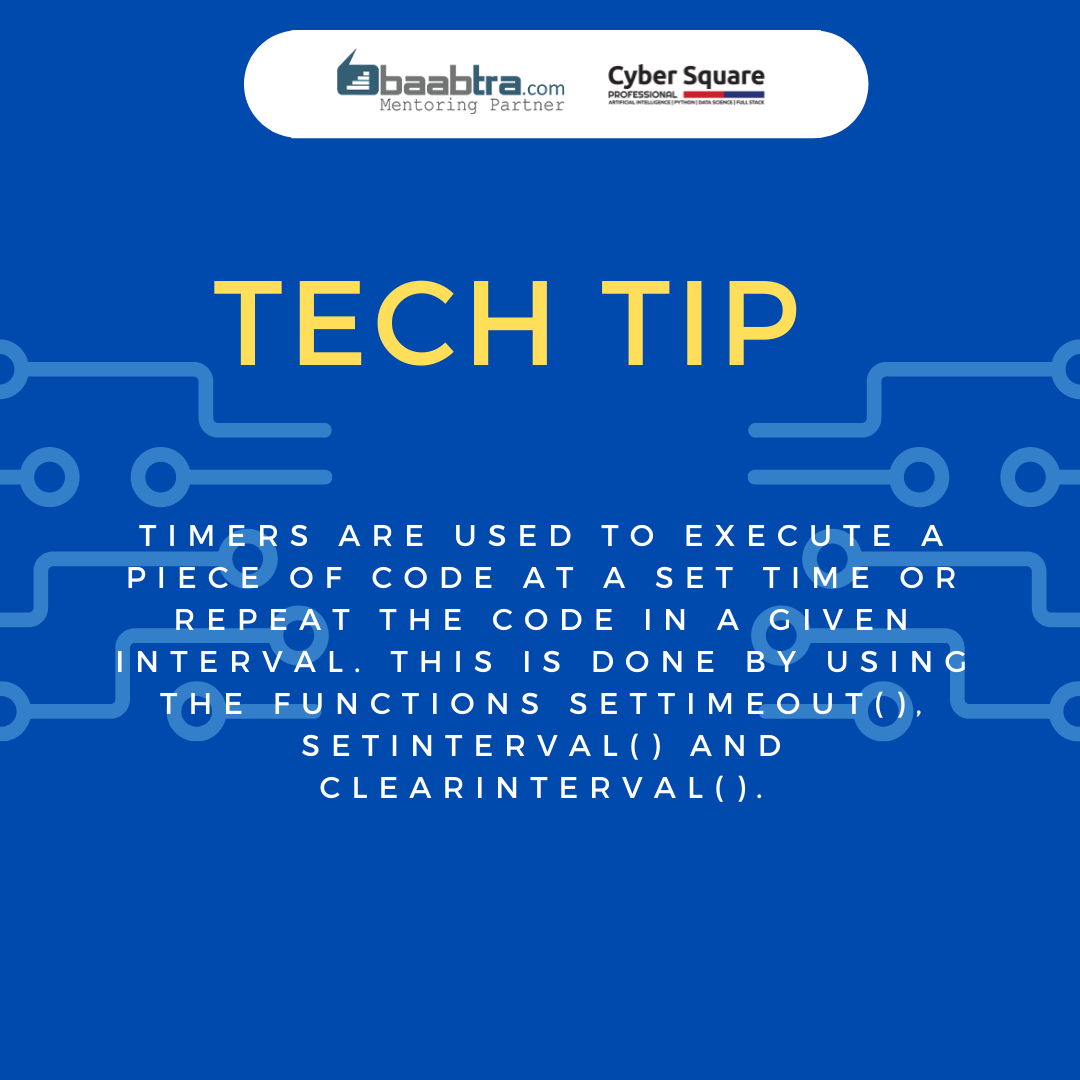 baabtra.com
Mentoring Partner
Cyber Square
PROFESSIONAL
ARTIFICIAL INTELLIGENCE | PYTHON | DATA SCIENCE | FULL STACK
TECH TIP
TIMERS ARE USED TO EXECUTE A
PIECE OF CODE AT A SET TIME OR
REPEAT THE CODE IN A GIVEN
INTERVAL. THIS IS DONE BY USING
THE FUNCTIONS SETTIMEOUT(),
SETINTERVAL() AND
CLEARINTERVAL().